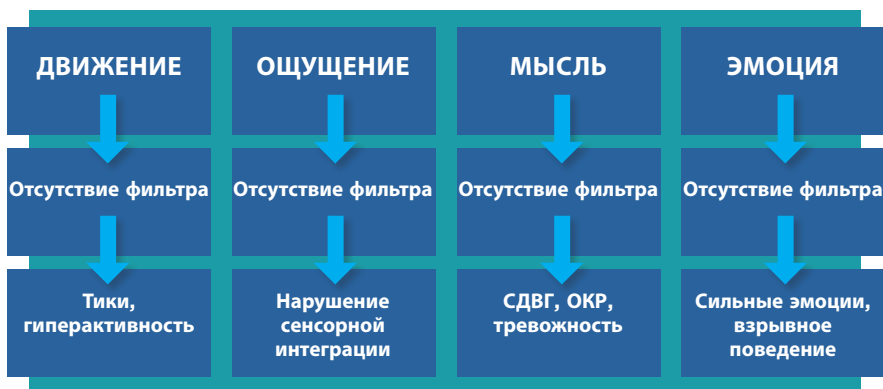 ДВИЖЕНИЕ
ОЩУЩЕНИЕ
МЫСЛЬ
ЭМОЦИЯ
Отсутствие фильтра
Отсутствие фильтра
Отсутствие фильтра
Отсутствие фильтра
Тики,
гиперактивность
Нарушение
сенсорной
интеграции
СДВГ, ОКР,
тревожность
Сильные эмоции,
взрывное
поведение